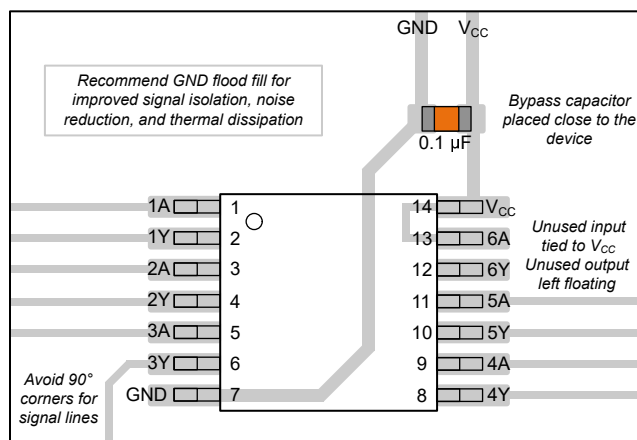 GND VCC
Recommend GND flood fill for
improved signal isolation, noise
reduction, and thermal dissipation
Bypass capacitor
placed close to the
device
0.1 µF
1A 1 14 VCC
1Y 2 13 6A
2A 3 12 6Y
2Y 4 11 5A
3A 5 10 5Y
3Y 6 9 4A
GND 7 8 4Y
Unused input
tied to VCC
Unused output
left floating
Avoid 90°
corners for
signal lines